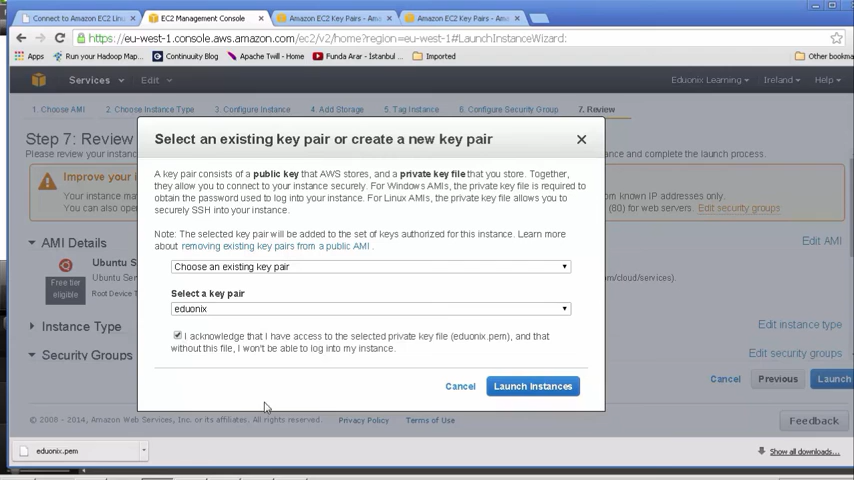 Connect to Amazon EC2 Linu
EC2 Management Console
Amazon EC2 Key Pairs - Am
Amazon EC2 Key Pairs - Am
https://eu-west-1.console.aws.amazon.com/ec2/v2/home?region=eu-west-1#LaunchInstanceWizard:
Apps
Run your Hadoop Map...
Continuity Blog
Apache Twill - Home
Funda Arar - Istanbul
Imported
Other bookma
Services
Edit
Eduonix Learning
Ireland
Help
1. Choose AMI
2. Choose Instance Type
3. Configure Instance
4. Add Storage
5. Tag Instance
6. Configure Security Group
7. Review
Step 7: Review
Please review your instance
and complete the launch process.
Improve your i
Your instance ma
rom known IP addresses only.
You can also ope
(80) for web servers. Edit security groups
AMI Details
Edit AMI
Ubuntu S
Free tier
eligible
Root Device T
com/cloud/services).
Instance Type
Edit instance type
Security Groups
Edit security groups
Cancel
Previous
Launch
Select an existing key pair or create a new key pair
A key pair consists of a public key that AWS stores, and a private key file that you store. Together,
they allow you to connect to your instance securely. For Windows AMIs, the private key file is required to
obtain the password used to log into your instance. For Linux AMIs, the private key file allows you to
securely SSH into your instance.
Note: The selected key pair will be added to the set of keys authorized for this instance. Learn more
about removing existing key pairs from a public AMI .
Choose an existing key pair
Select a key pair
eduonix
I acknowledge that I have access to the selected private key file (eduonix.pem), and that
without this file, I won't be able to log into my instance.
Cancel
Launch Instances
© 2008 - 2014, Amazon Web Services, Inc. or its affiliates. All rights reserved.
Privacy Policy
Terms of Use
Feedback
eduonix.pem
Show all downloads...